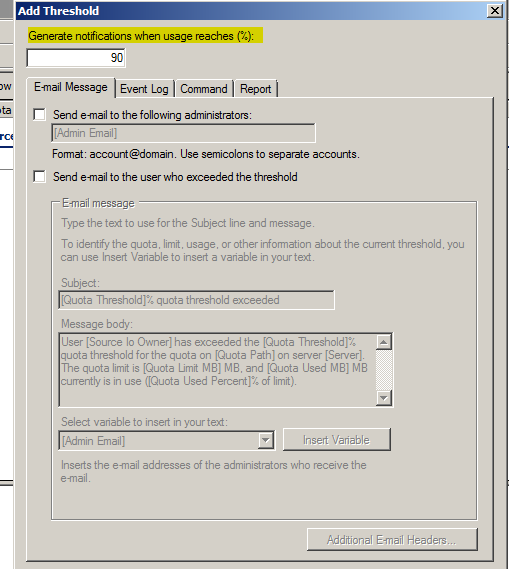 Add Threshold
Generate notifications when usage reaches (%):
90
E-mail Message Event Log Command Report
Send e-mail to the following administrators:
[Admin Email]
Format: account@domain. Use semicolons to separate accounts.
Send e-mail to the user who exceeded the threshold
E-mail message
Type the text to use for the Subject line and message.
To identify the quota, limit, usage, or other information about the current threshold, you
can use Insert Variable to insert a variable in your text.
Subject:
[Quota Threshold]% quota threshold exceeded
Message body:
User [Source Io Owner] has exceeded the [Quota Threshold]%
quota threshold for the quota on [Quota Path] on server [Server].
The quota limit is [Quota Limit MB] MB, and [Quota Used MB] MB
currently is in use ([Quota Used Percent]% of limit).
Select variable to insert in your text:
[Admin Email] Insert Variable
Inserts the e-mail addresses of the administrators who receive the
e-mail.
Additional E-mail Headers...